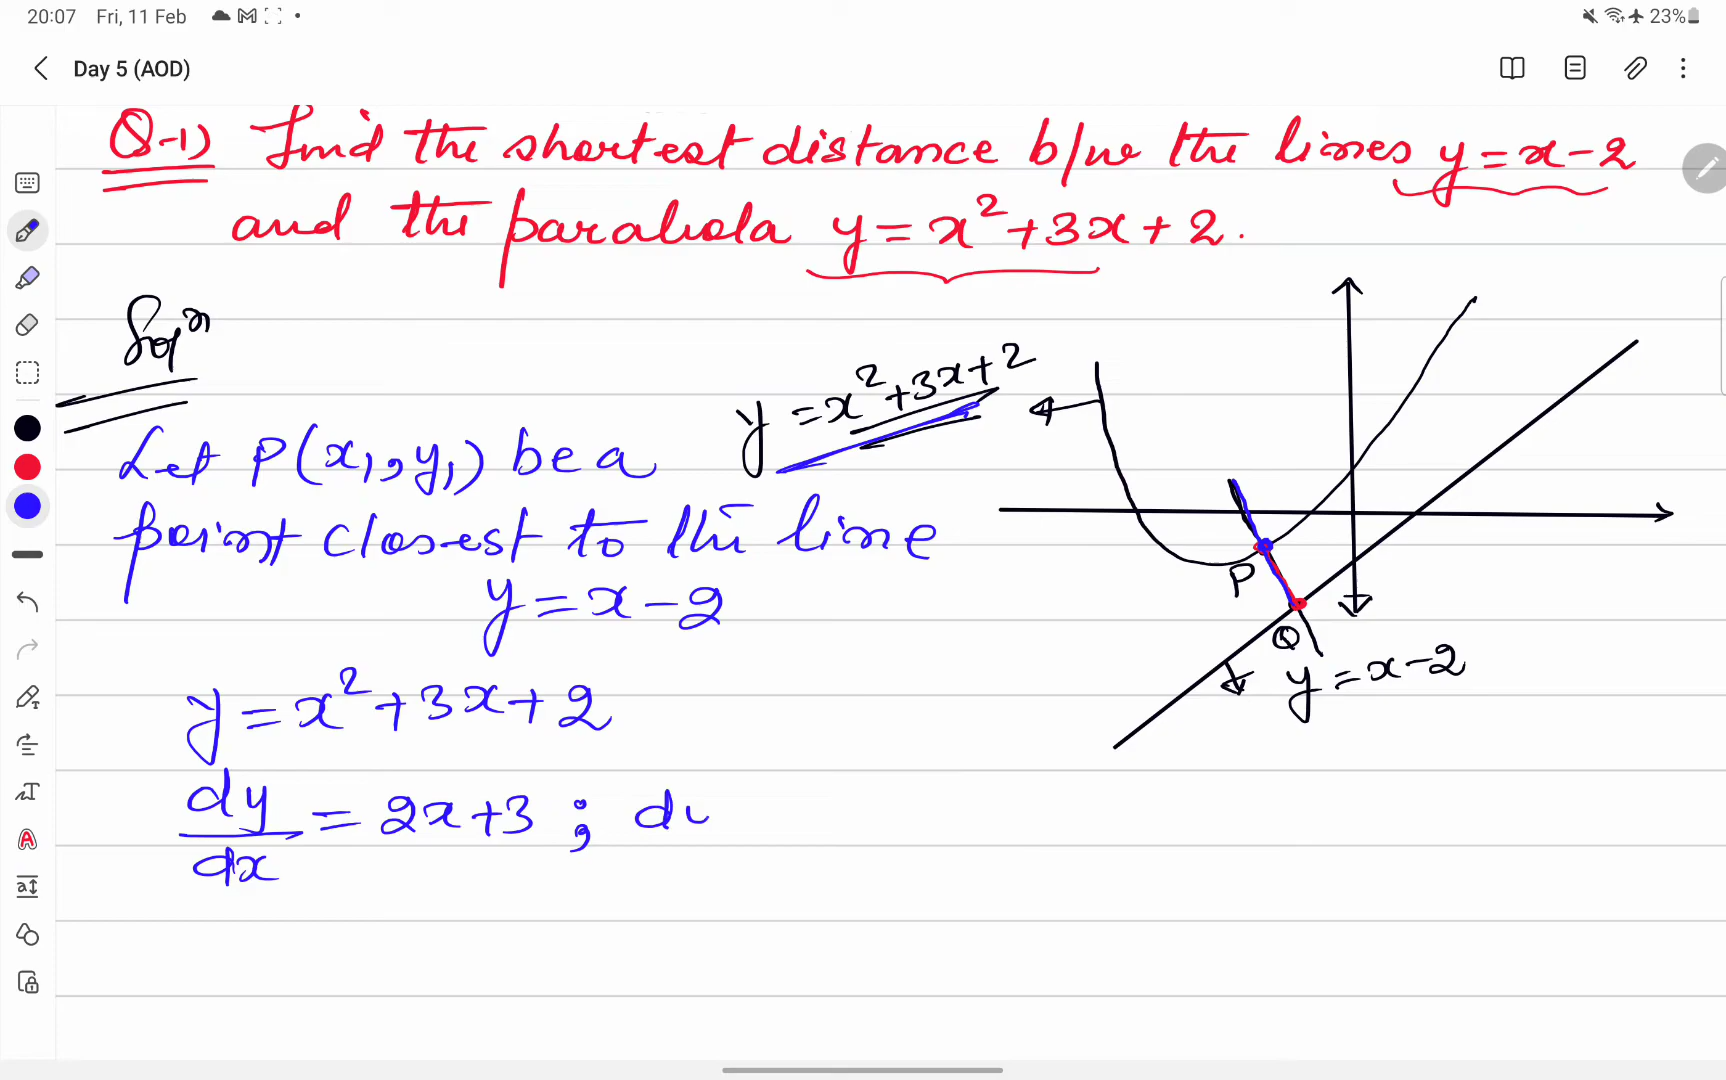 20:07 Fri, 11 Feb
23%
Day 5 (AOD)
Q-1) Find the shortest distance b/w the lines y=x-2
and the parabola y = x²+3x+2.
Solⁿ
y = x²+3x+2
Let P(x₁,y₁) be a
point closest to the line
y = x-2
P
Q
y = x-2
y = x²+3x+2
dy/dx = 2x+3 ;